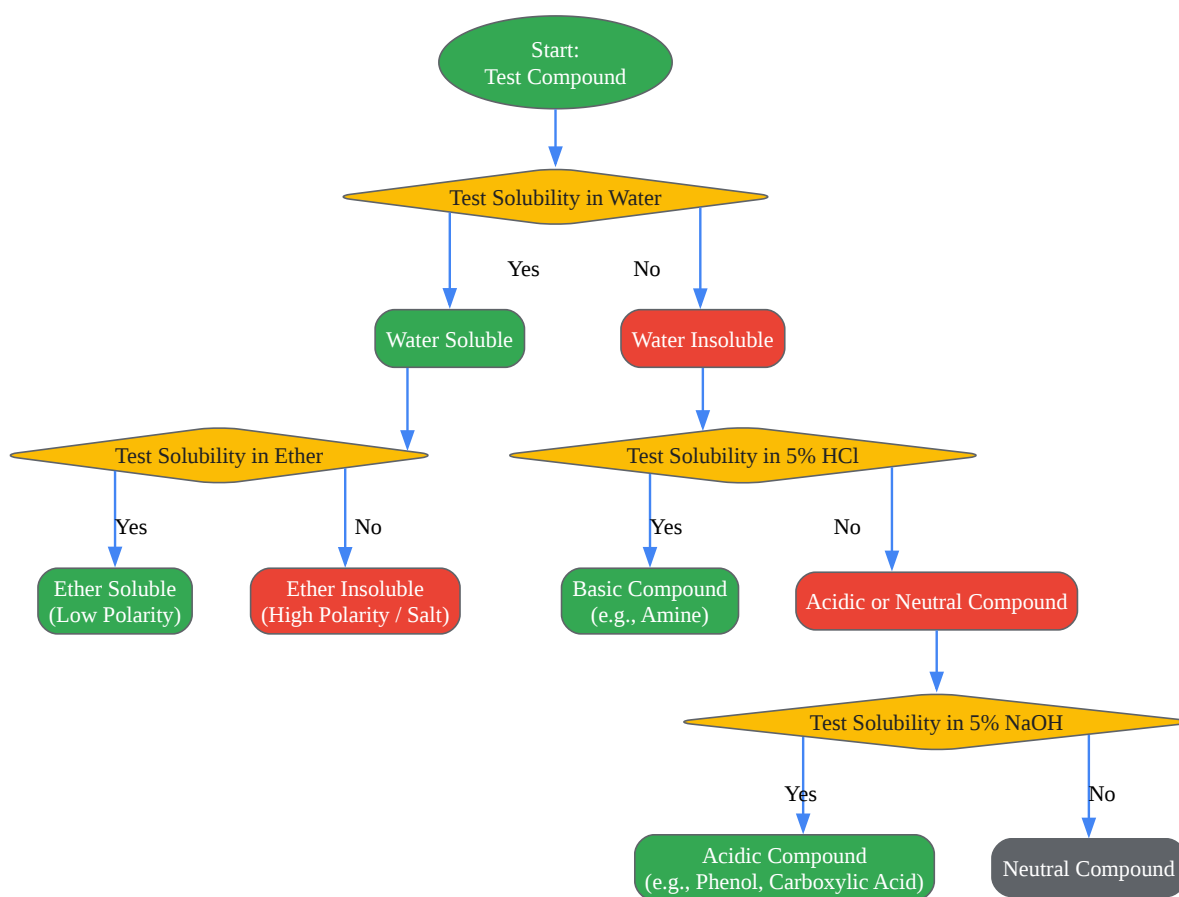 Start:
Test Compound
Test Solubility in Water
Yes
No
Water Soluble
Water Insoluble
Test Solubility in Ether
Test Solubility in 5% HCl
Yes
No
Yes
No
Ether Soluble
(Low Polarity)
Ether Insoluble
(High Polarity / Salt)
Basic Compound
(e.g., Amine)
Acidic or Neutral Compound
Test Solubility in 5% NaOH
Yes
No
Acidic Compound
(e.g., Phenol, Carboxylic Acid)
Neutral Compound